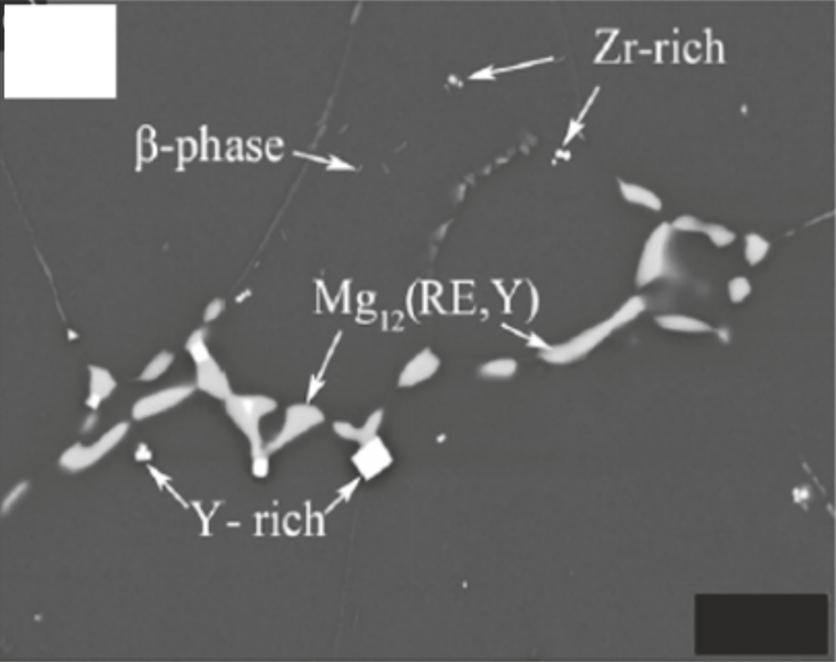 Zr-rich
β-phase
Mg₁₂(RE,Y)
Y- rich